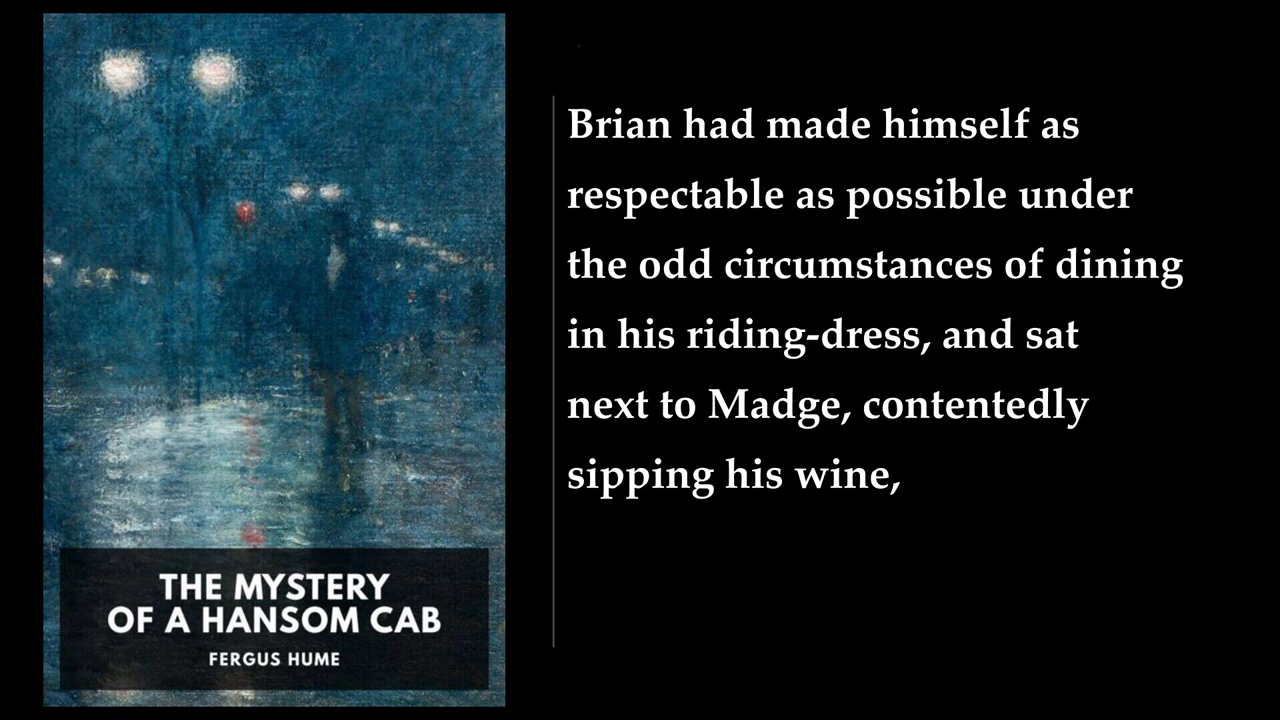 Brian had made himself as
respectable as possible under
the odd circumstances of dining
in his riding-dress, and sat
next to Madge, contentedly
sipping his wine,
THE MYSTERY
OF A HANSOM CAB
FERGUS HUME